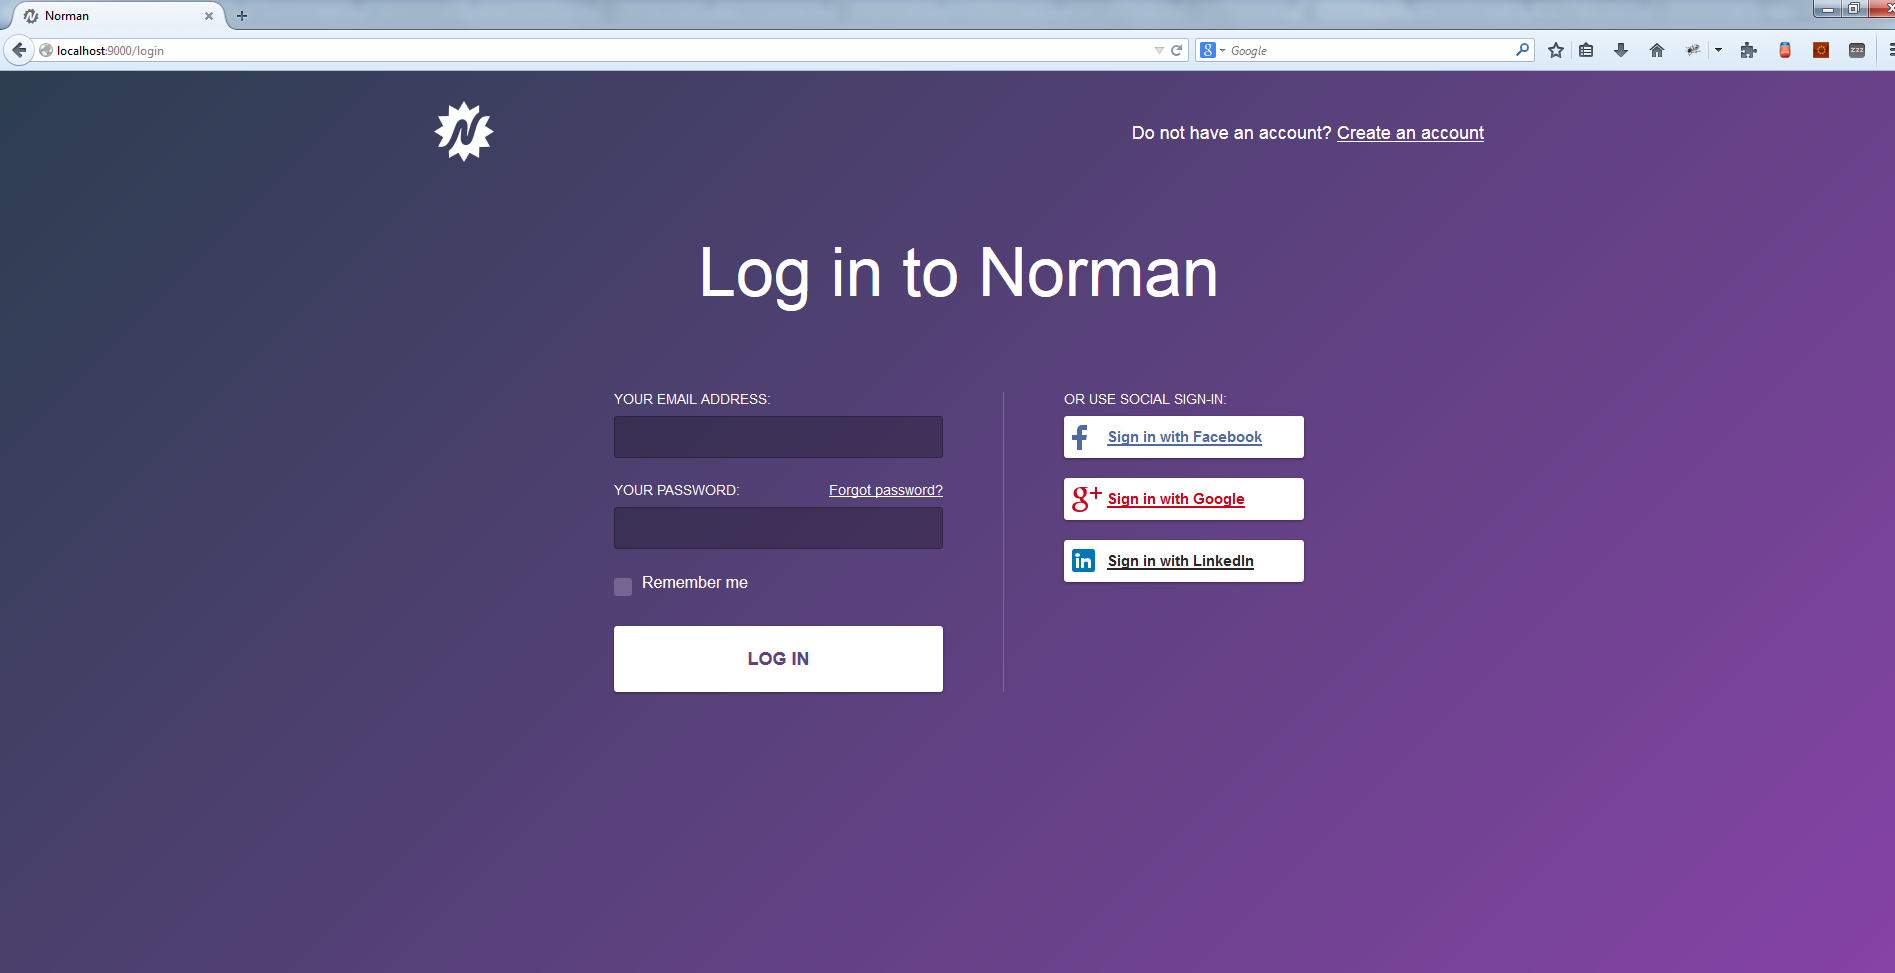 Norman
localhost:9000/login
Google
Do not have an account? Create an account
Log in to Norman
YOUR EMAIL ADDRESS:
OR USE SOCIAL SIGN-IN:
Sign in with Facebook
YOUR PASSWORD: Forgot password?
g+ Sign in with Google
in Sign in with LinkedIn
Remember me
LOG IN